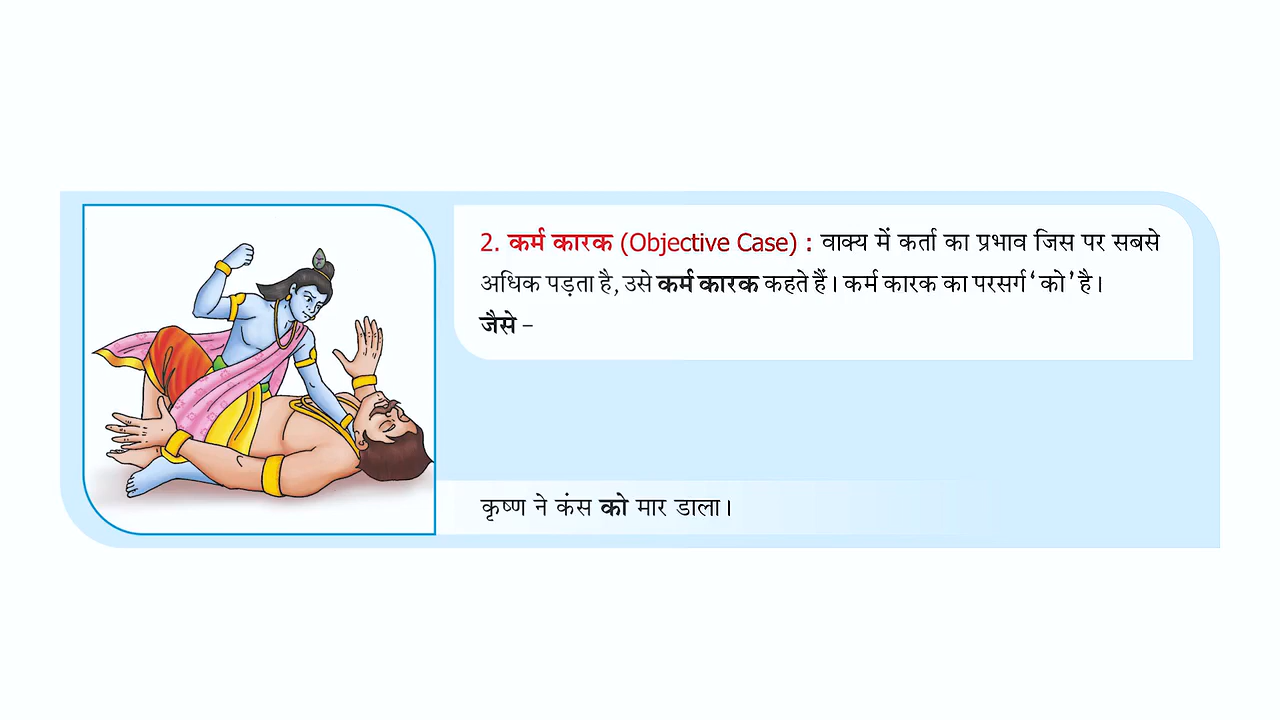 2. कर्म कारक (Objective Case) : वाक्य में कर्ता का प्रभाव जिस पर सबसे
अधिक पड़ता है, उसे कर्म कारक कहते हैं। कर्म कारक का परसर्ग ‘को’ है।
जैसे –
कृष्ण ने कंस को मार डाला।